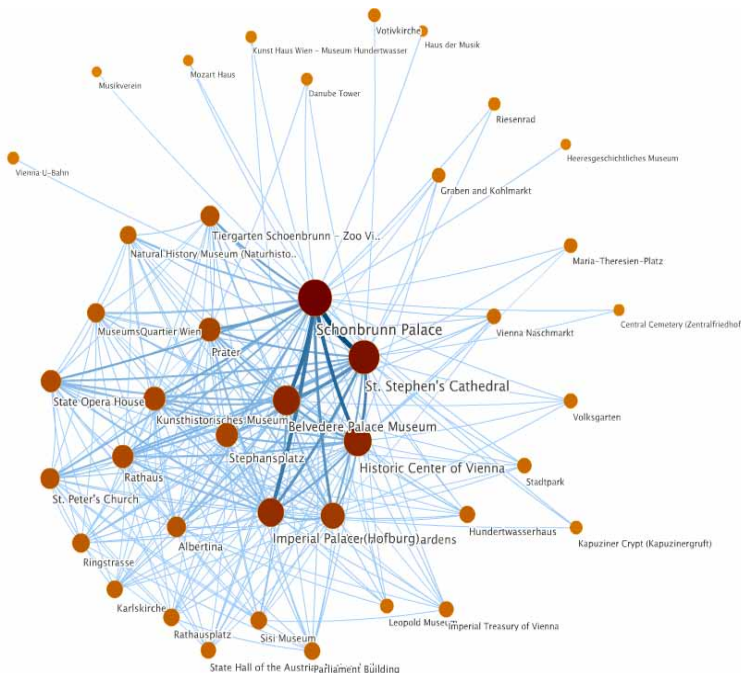 Votivkirche
Haus der Musik
Kunst Haus Wien - Museum Hundertwasser
Mozart Haus
Musikverein
Danube Tower
Riesenrad
Heeresgeschichtliches Museum
Vienna U-Bahn
Graben and Kohlmarkt
Tiergarten Schoenbrunn - Zoo Vi..
Natural History Museum (Naturhisto..
Maria-Theresien-Platz
Central Cemetery (Zentralfriedhof
MuseumsQuartier Wien
Schonbrunn Palace
Vienna Naschmarkt
Prater
St. Stephen's Cathedral
State Opera House
Volksgarten
Kunsthistorisches Museum
Belvedere Palace Museum
Stephansplatz
Historic Center of Vienna
Rathaus
Stadtpark
St. Peter's Church
Hundertwasserhaus
Imperial Palace (Hofburg)
ardens
Kapuziner Crypt (Kapuzinergruft)
Albertina
Ringstrasse
Karlskirche
Leopold Museum
Imperial Treasury of Vienna
Rathausplatz
Sisi Museum
State Hall of the Austria
Parliament Building